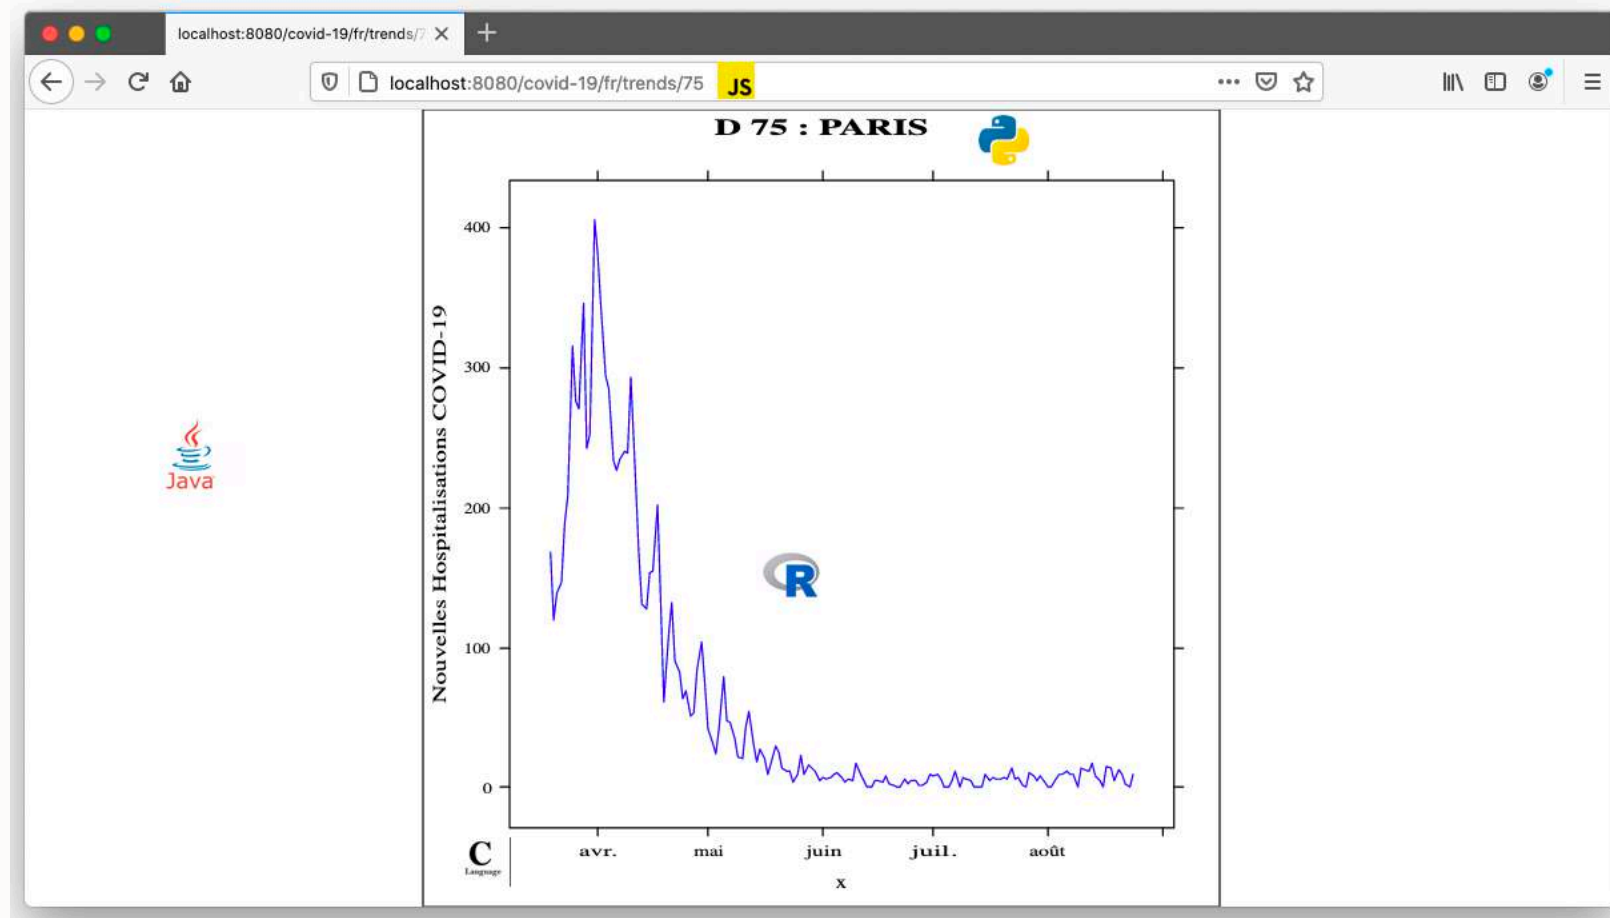 localhost:8080/covid-19/fr/trends/7
localhost:8080/covid-19/fr/trends/75
JS
D 75 : PARIS
400
300
200
100
0
Nouvelles Hospitalisations COVID-19
Java
R
C
Language
avr.
mai
juin
juil.
août
x